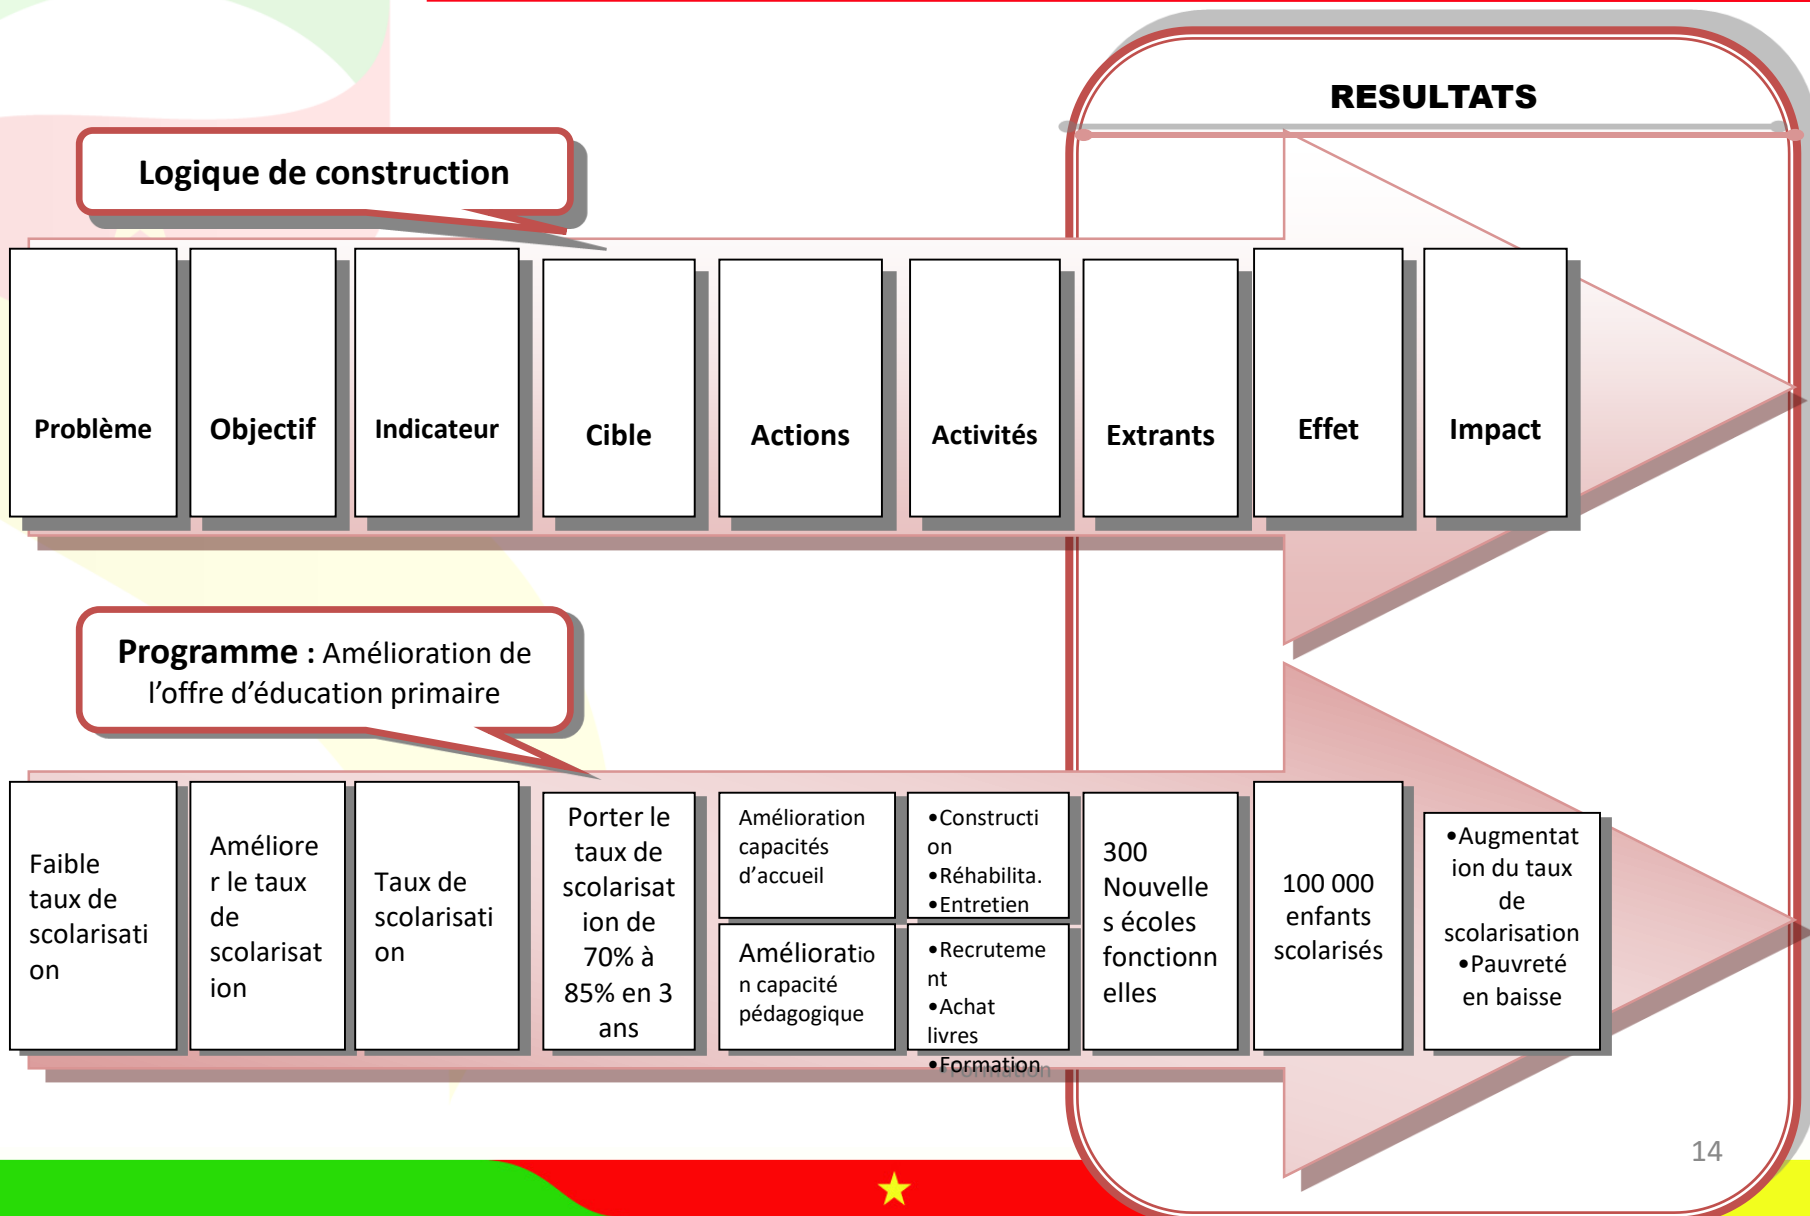 RESULTATS
Logique de construction
Problème
Objectif
Indicateur
Cible
Actions
Activités
Extrants
Effet
Impact
Programme : Amélioration de
l’offre d’éducation primaire
Faible
taux de
scolarisati
on
Améliore
r le taux
de
scolarisat
ion
Taux de
scolarisati
on
Porter le
taux de
scolarisat
ion de
70% à
85% en 3
ans
Amélioration
capacités
d’accueil
Amélioratio
n capacité
pédagogique
•Constructi
on
•Réhabilita.
•Entretien
•Recruteme
nt
•Achat
livres
•Formation
300
Nouvelle
s écoles
fonctionn
elles
100 000
enfants
scolarisés
•Augmentat
ion du taux
de
scolarisation
•Pauvreté
en baisse
14